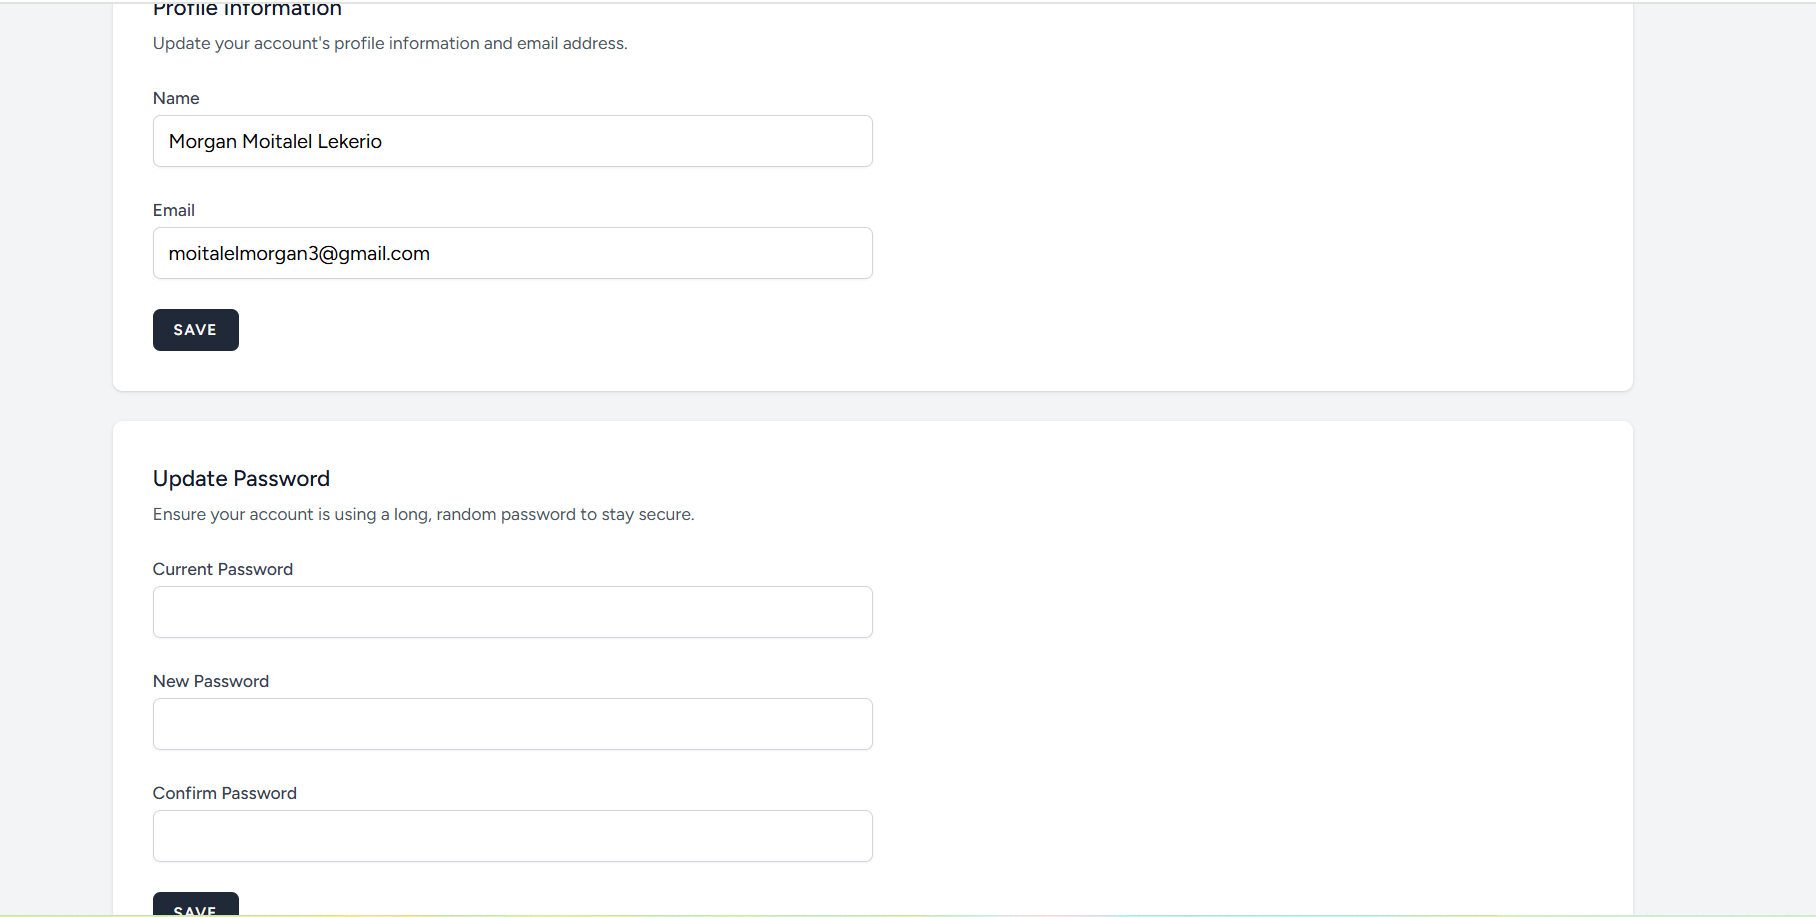 Profile Information
Update your account's profile information and email address.
Name
Morgan Moitalel Lekerio
Email
moitalelmorgan3@gmail.com
SAVE
Update Password
Ensure your account is using a long, random password to stay secure.
Current Password
New Password
Confirm Password
SAVE